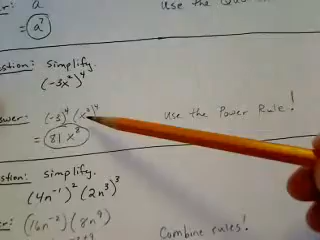 a
= a²
Use the Quo
Question: Simplify.
(-3x²)⁴
Answer: (-3)⁴ (x²)⁴
Use the Power Rule!
= 81 x⁸
Question: Simplify.
(4n⁻¹)² (2n³)³
(16n⁻²)(8n⁹)
Combine rules!